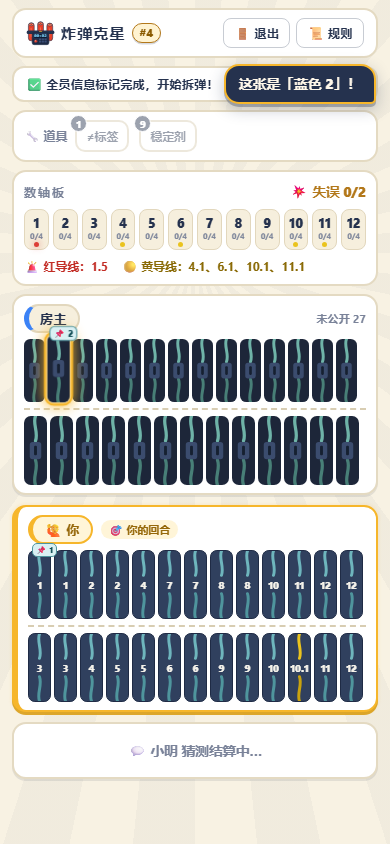 炸弹克星 #4 退出 规则
全员信息标记完成，开始拆弹！ 这张是「蓝色 2」！
道具 ≠标签 1 稳定剂 9
数轴板 失误 0/2
1 2 3 4 5 6 7 8 9 10 11 12
0/4 0/4 0/4 0/4 0/4 0/4 0/4 0/4 0/4 0/4 0/4 0/4
红导线：1.5 黄导线：4.1、6.1、10.1、11.1
房主 未公开 27
2
你 你的回合
1
1 1 2 2 4 7 7 8 8 10 11 12 12
3 3 4 5 5 6 6 9 9 10 10.1 11 12
小明 猜测结算中...